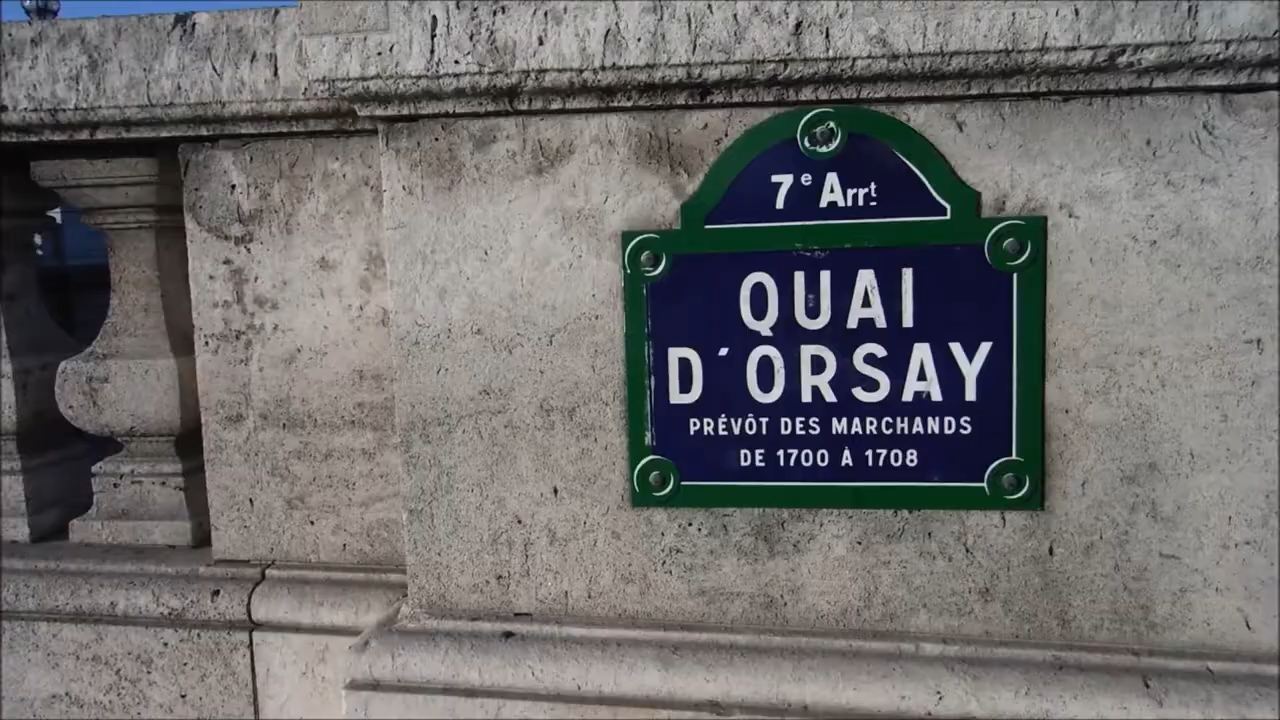 7e Arrt
QUAI
D'ORSAY
PRÉVÔT DES MARCHANDS
DE 1700 À 1708